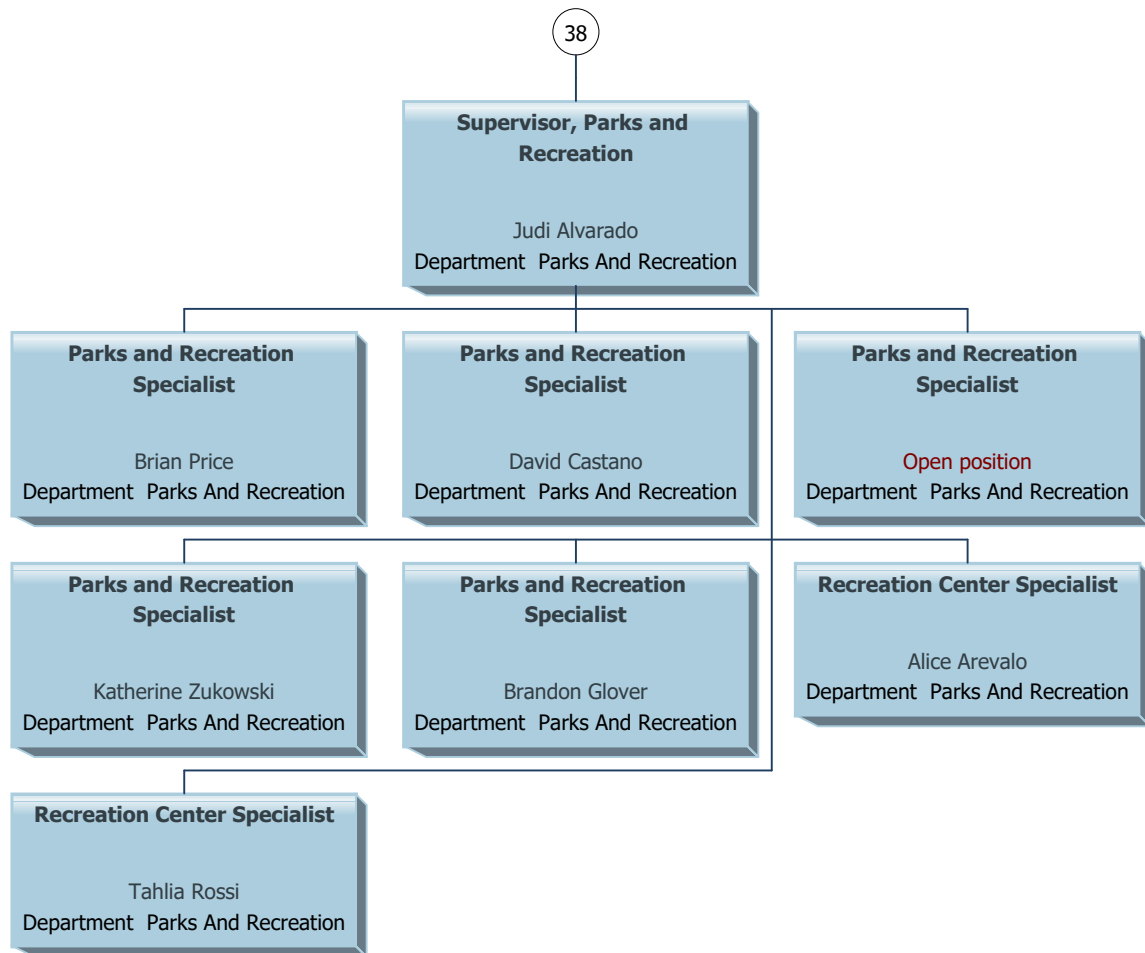 38
Supervisor, Parks and
Recreation
Judi Alvarado
Department  Parks And Recreation
Parks and Recreation
Specialist
Brian Price
Department  Parks And Recreation
Parks and Recreation
Specialist
David Castano
Department  Parks And Recreation
Parks and Recreation
Specialist
Open position
Department  Parks And Recreation
Parks and Recreation
Specialist
Katherine Zukowski
Department  Parks And Recreation
Parks and Recreation
Specialist
Brandon Glover
Department  Parks And Recreation
Recreation Center Specialist
Alice Arevalo
Department  Parks And Recreation
Recreation Center Specialist
Tahlia Rossi
Department  Parks And Recreation